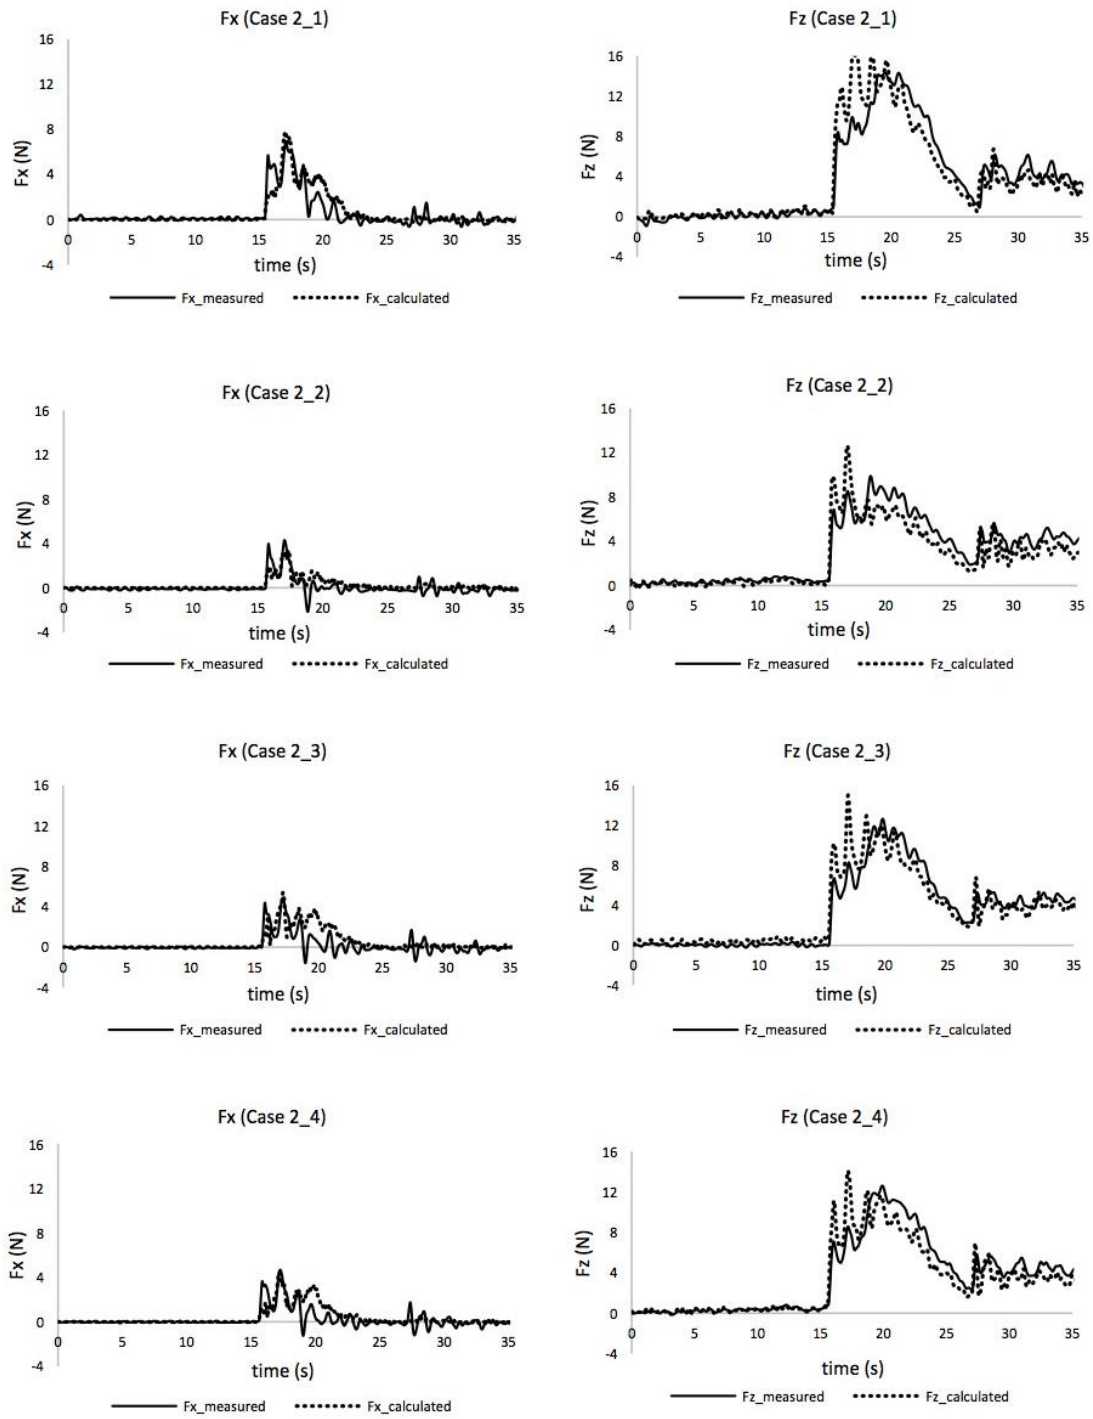 Fx (Case 2_1)
16
12
8
4
0
-4
Fx (N)
0 5 10 15 20 25 30 35
time (s)
Fx_measured Fx_calculated
Fz (Case 2_1)
16
12
8
4
0
-4
Fz (N)
0 5 10 15 20 25 30 35
time (s)
Fz_measured Fz_calculated
Fx (Case 2_2)
16
12
8
4
0
-4
Fx (N)
0 5 10 15 20 25 30 35
time (s)
Fx_measured Fx_calculated
Fz (Case 2_2)
16
12
8
4
0
-4
Fz (N)
0 5 10 15 20 25 30 35
time (s)
Fz_measured Fz_calculated
Fx (Case 2_3)
16
12
8
4
0
-4
Fx (N)
0 5 10 15 20 25 30 35
time (s)
Fx_measured Fx_calculated
Fz (Case 2_3)
16
12
8
4
0
-4
Fz (N)
0 5 10 15 20 25 30 35
time (s)
Fz_measured Fz_calculated
Fx (Case 2_4)
16
12
8
4
0
-4
Fx (N)
0 5 10 15 20 25 30 35
time (s)
Fx_measured Fx_calculated
Fz (Case 2_4)
16
12
8
4
0
-4
Fz (N)
0 5 10 15 20 25 30 35
time (s)
Fz_measured Fz_calculated